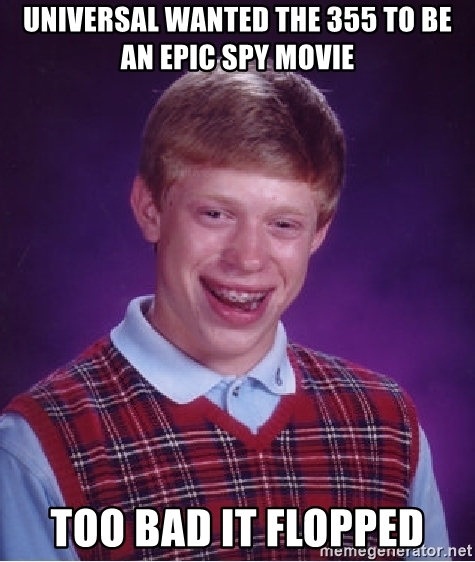 UNIVERSAL WANTED THE 355 TO BE
AN EPIC SPY MOVIE
TOO BAD IT FLOPPED
memegenerator.net